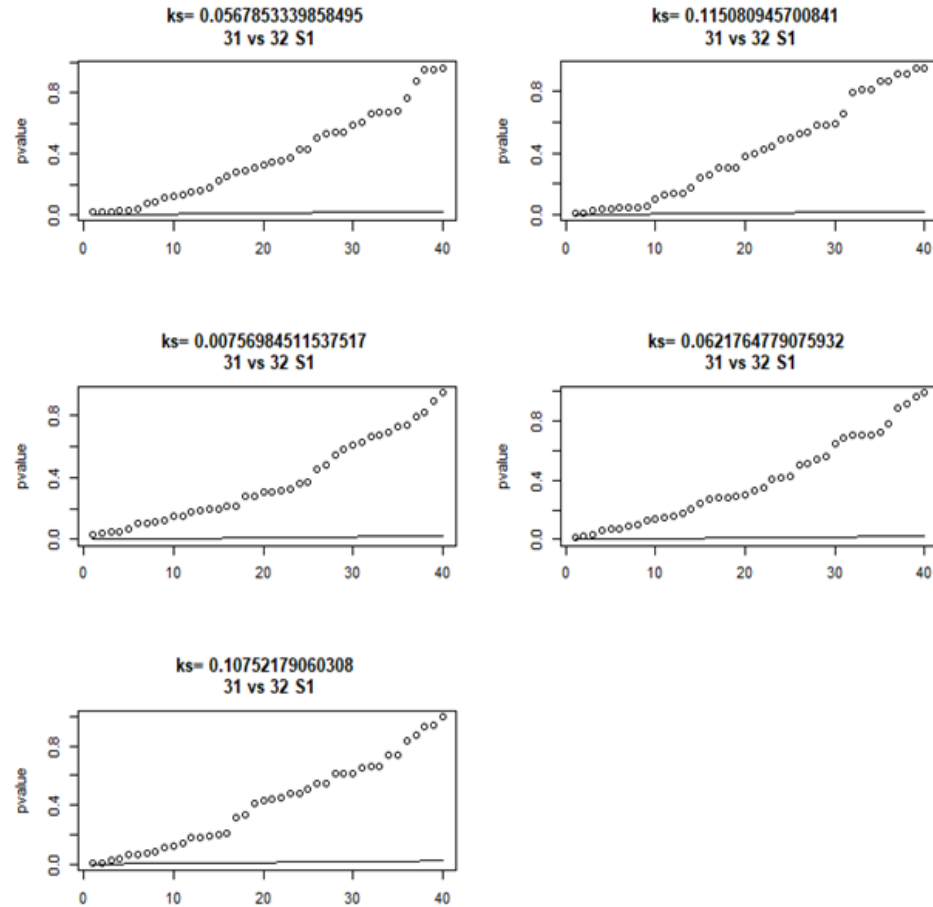 ks= 0.0567853339858495
31 vs 32 S1
pvalue
0.0 0.4 0.8
0 10 20 30 40
ks= 0.115080945700841
31 vs 32 S1
pvalue
0.0 0.4 0.8
0 10 20 30 40
ks= 0.00756984511537517
31 vs 32 S1
pvalue
0.0 0.4 0.8
0 10 20 30 40
ks= 0.0621764779075932
31 vs 32 S1
pvalue
0.0 0.4 0.8
0 10 20 30 40
ks= 0.10752179060308
31 vs 32 S1
pvalue
0.0 0.4 0.8
0 10 20 30 40